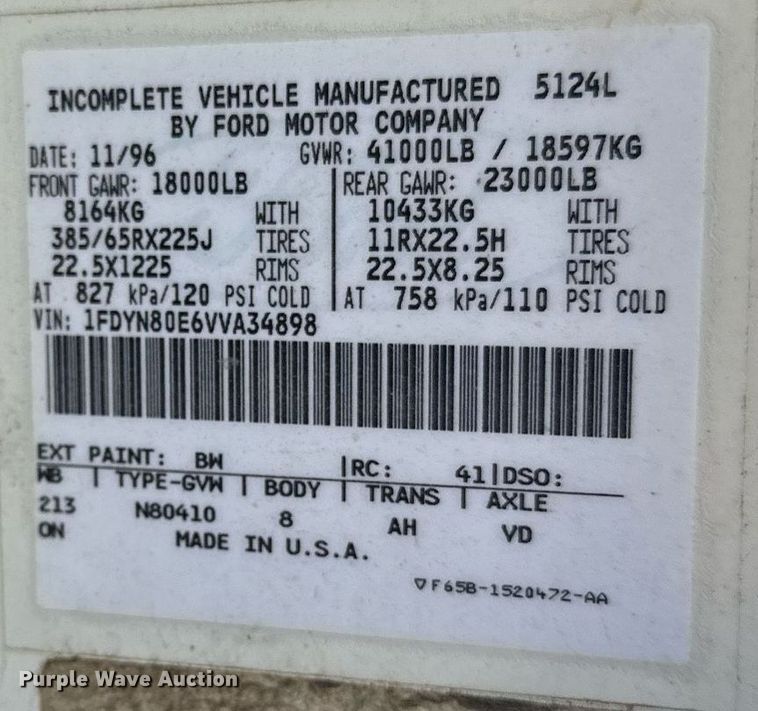 INCOMPLETE VEHICLE MANUFACTURED 5124L
BY FORD MOTOR COMPANY
DATE: 11/96 GVWR: 41000LB / 18597KG
FRONT GAWR: 18000LB REAR GAWR: 23000LB
8164KG WITH 10433KG WITH
385/65RX225J TIRES 11RX22.5H TIRES
22.5X1225 RIMS 22.5X8.25 RIMS
AT 827 kPa/120 PSI COLD AT 758 kPa/110 PSI COLD
VIN: 1FDYN80E6VVA34898
EXT PAINT: BW RC: 41 DSO:
WB TYPE-GVW BODY TRANS AXLE
213 N80410 8 AH VD
ON MADE IN U.S.A.
F65B-1520472-AA
Purple Wave Auction